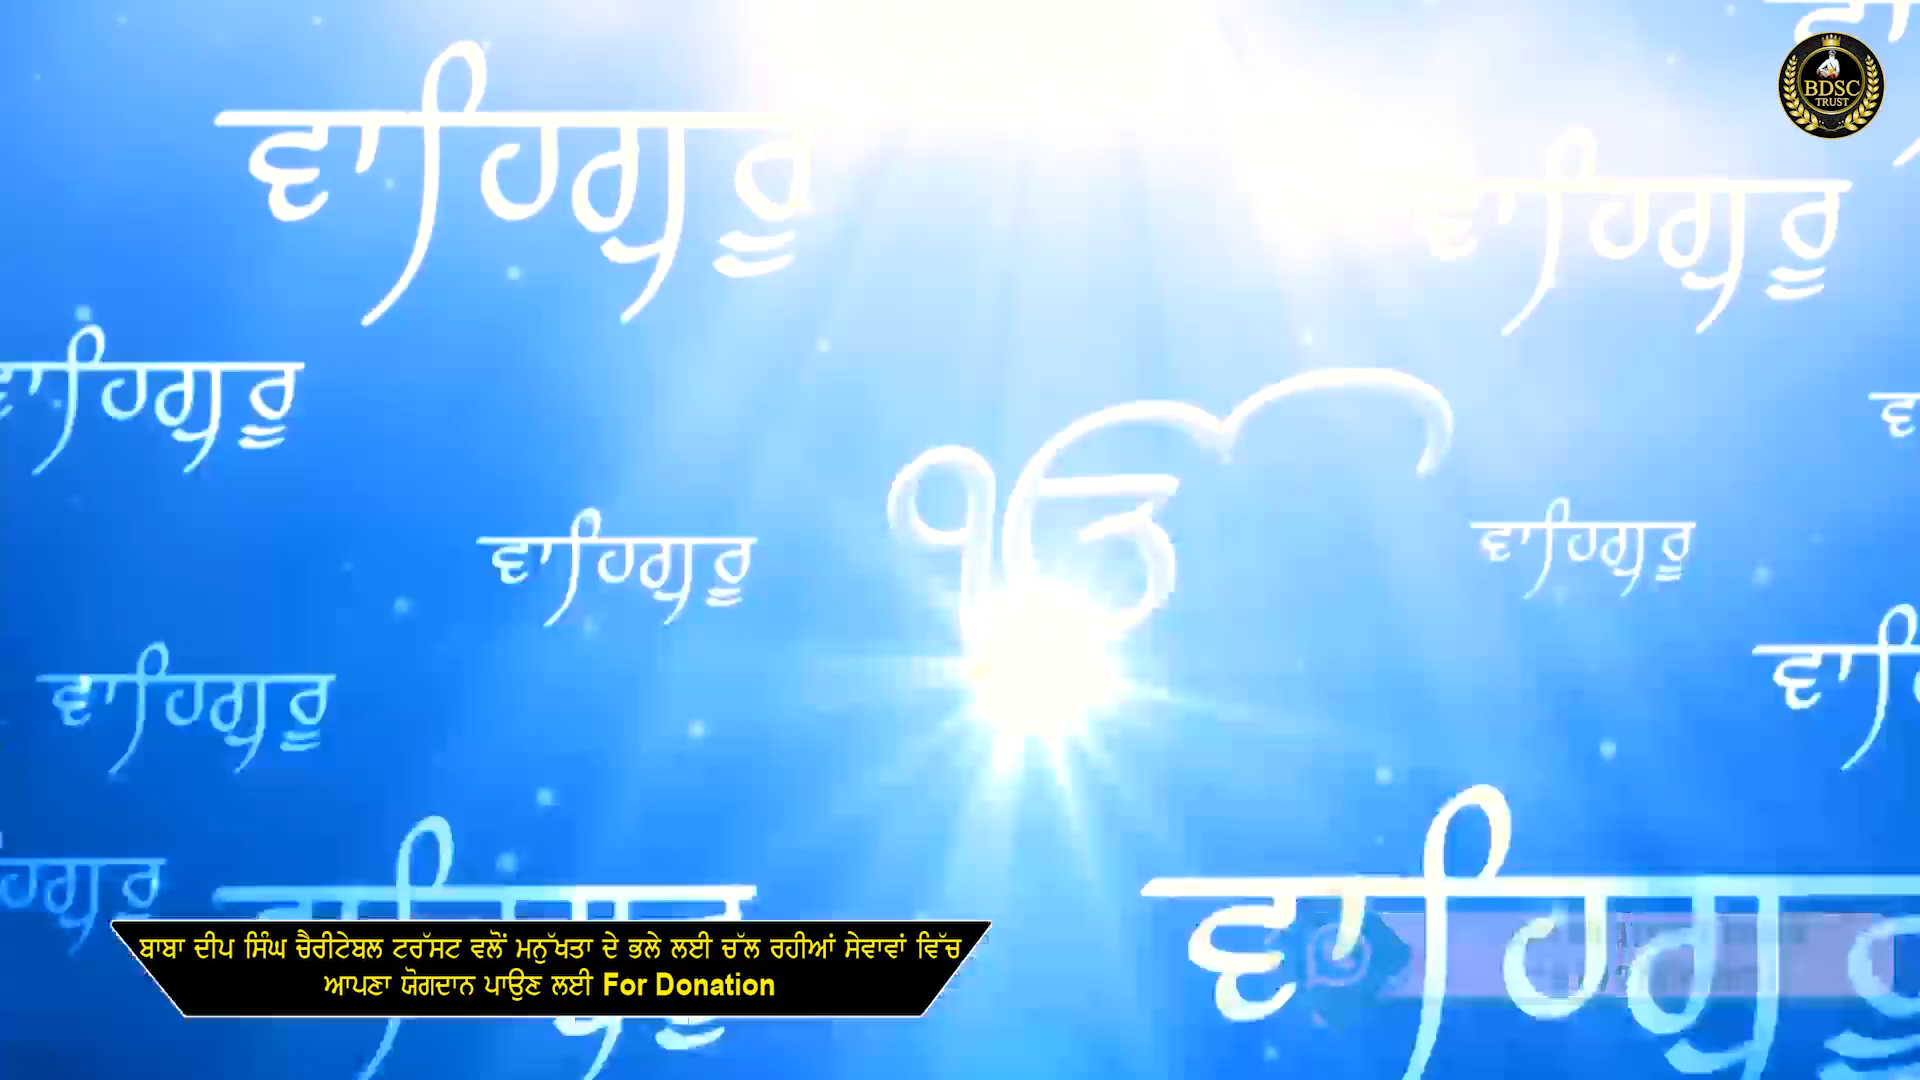 ਵਾਹਿਗੁਰੂ
BDSC
TRUST
ਵਾਹਿਗੁਰੂ
ਵਾਹਿਗੁਰੂ
ੴ
ਵਾਹਿਗੁਰੂ
ਵਾਹਿਗੁਰੂ
ਵਾਹਿਗੁਰੂ
ਵਾਹਿਗੁਰੂ
ਬਾਬਾ ਦੀਪ ਸਿੰਘ ਚੈਰੀਟੇਬਲ ਟਰੱਸਟ ਵਲੋਂ ਮਨੁੱਖਤਾ ਦੇ ਭਲੇ ਲਈ ਚੱਲ ਰਹੀਆਂ ਸੇਵਾਵਾਂ ਵਿੱਚ
ਆਪਣਾ ਯੋਗਦਾਨ ਪਾਉਣ ਲਈ For Donation